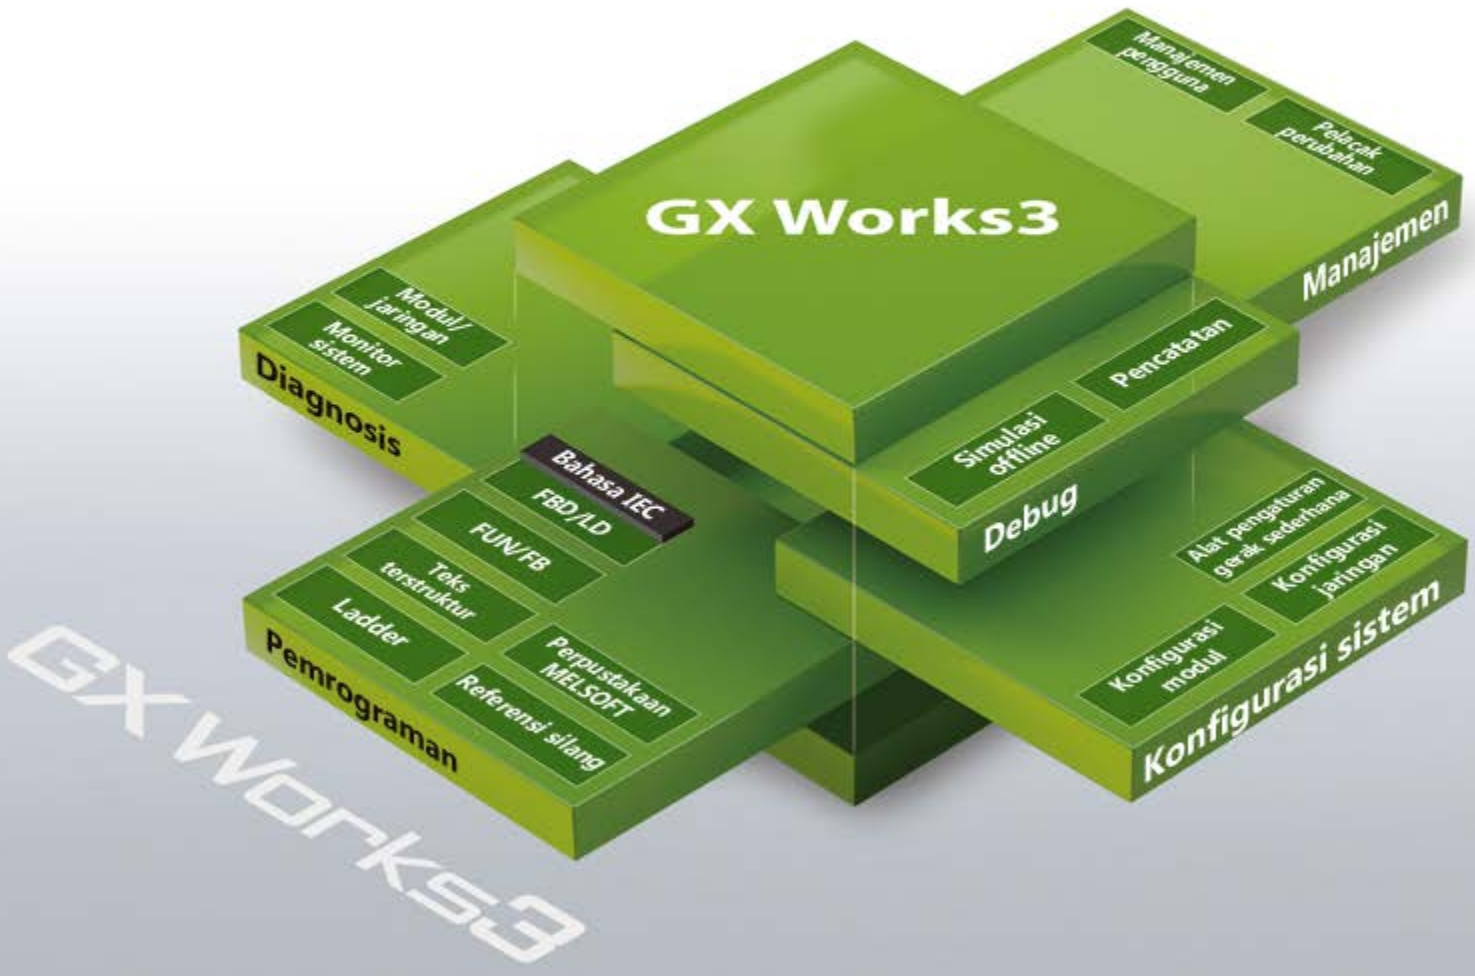 GX Works3
Manajemen
pengguna
Pelacak
perubahan
Manajemen
Modul/
jaringan
Monitor
sistem
Diagnosis
Pencatatan
Simulasi
offline
Debug
Bahasa IEC
FBD/LD
FUN/FB
Teks
terstruktur
Ladder
Perpustakaan
MELSOFT
Referensi silang
Pemrograman
Alat pengaturan
gerak sederhana
Konfigurasi
jaringan
Konfigurasi
modul
Konfigurasi sistem
GX Works3